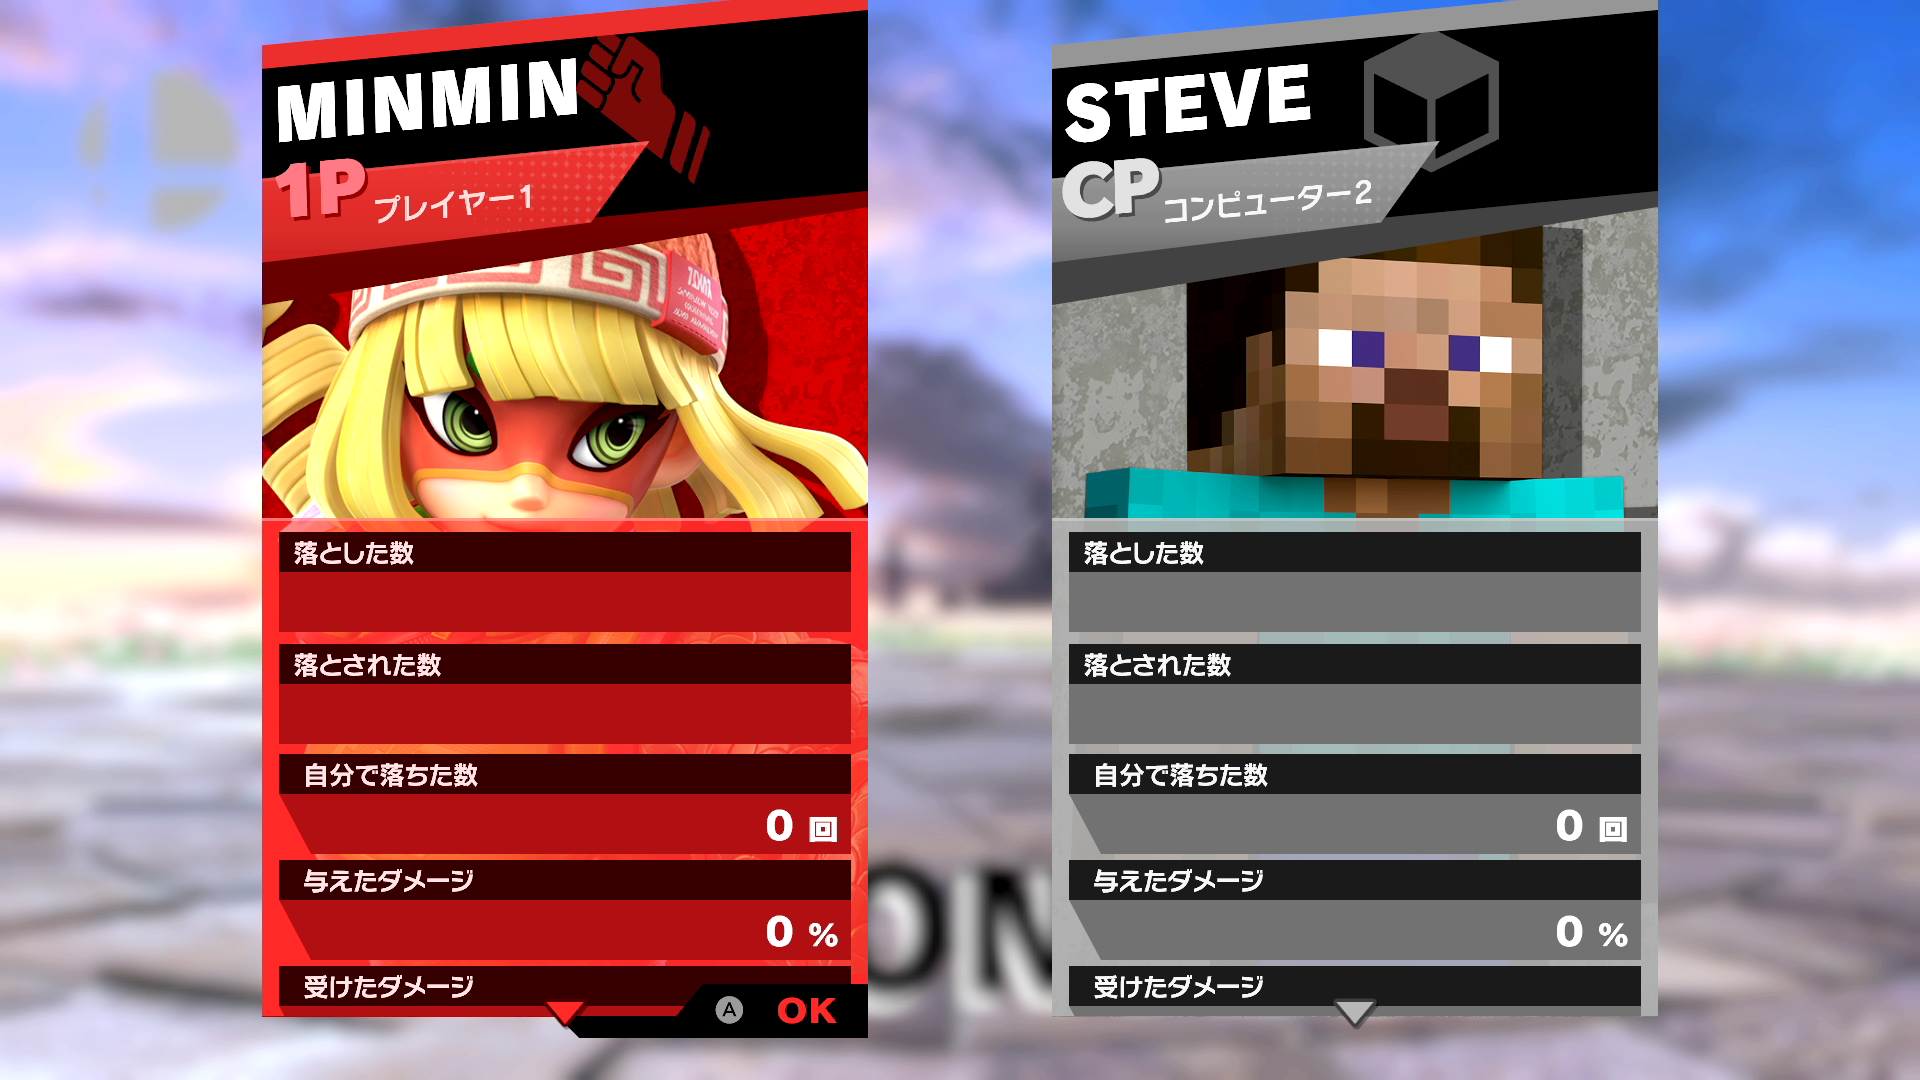 MINMIN
1P プレイヤー1
落とした数
落とされた数
自分で落ちた数
0 回
与えたダメージ
0 %
受けたダメージ
A OK
STEVE
CP コンピューター2
落とした数
落とされた数
自分で落ちた数
0 回
与えたダメージ
0 %
受けたダメージ
ON